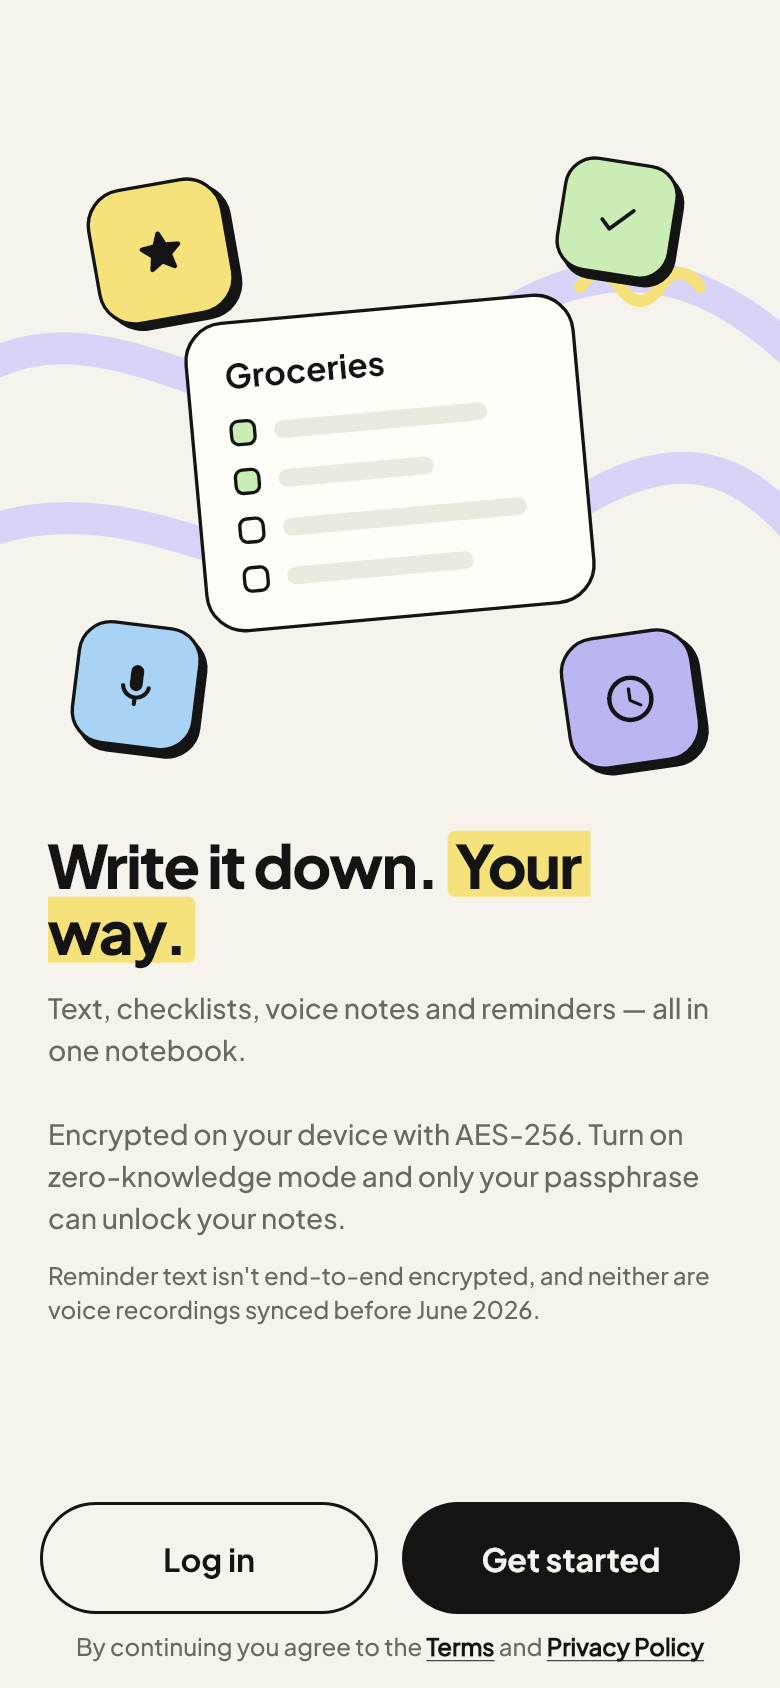 Groceries
Write it down. Your
way.
Text, checklists, voice notes and reminders — all in
one notebook.
Encrypted on your device with AES-256. Turn on
zero-knowledge mode and only your passphrase
can unlock your notes.
Reminder text isn't end-to-end encrypted, and neither are
voice recordings synced before June 2026.
Log in
Get started
By continuing you agree to the Terms and Privacy Policy